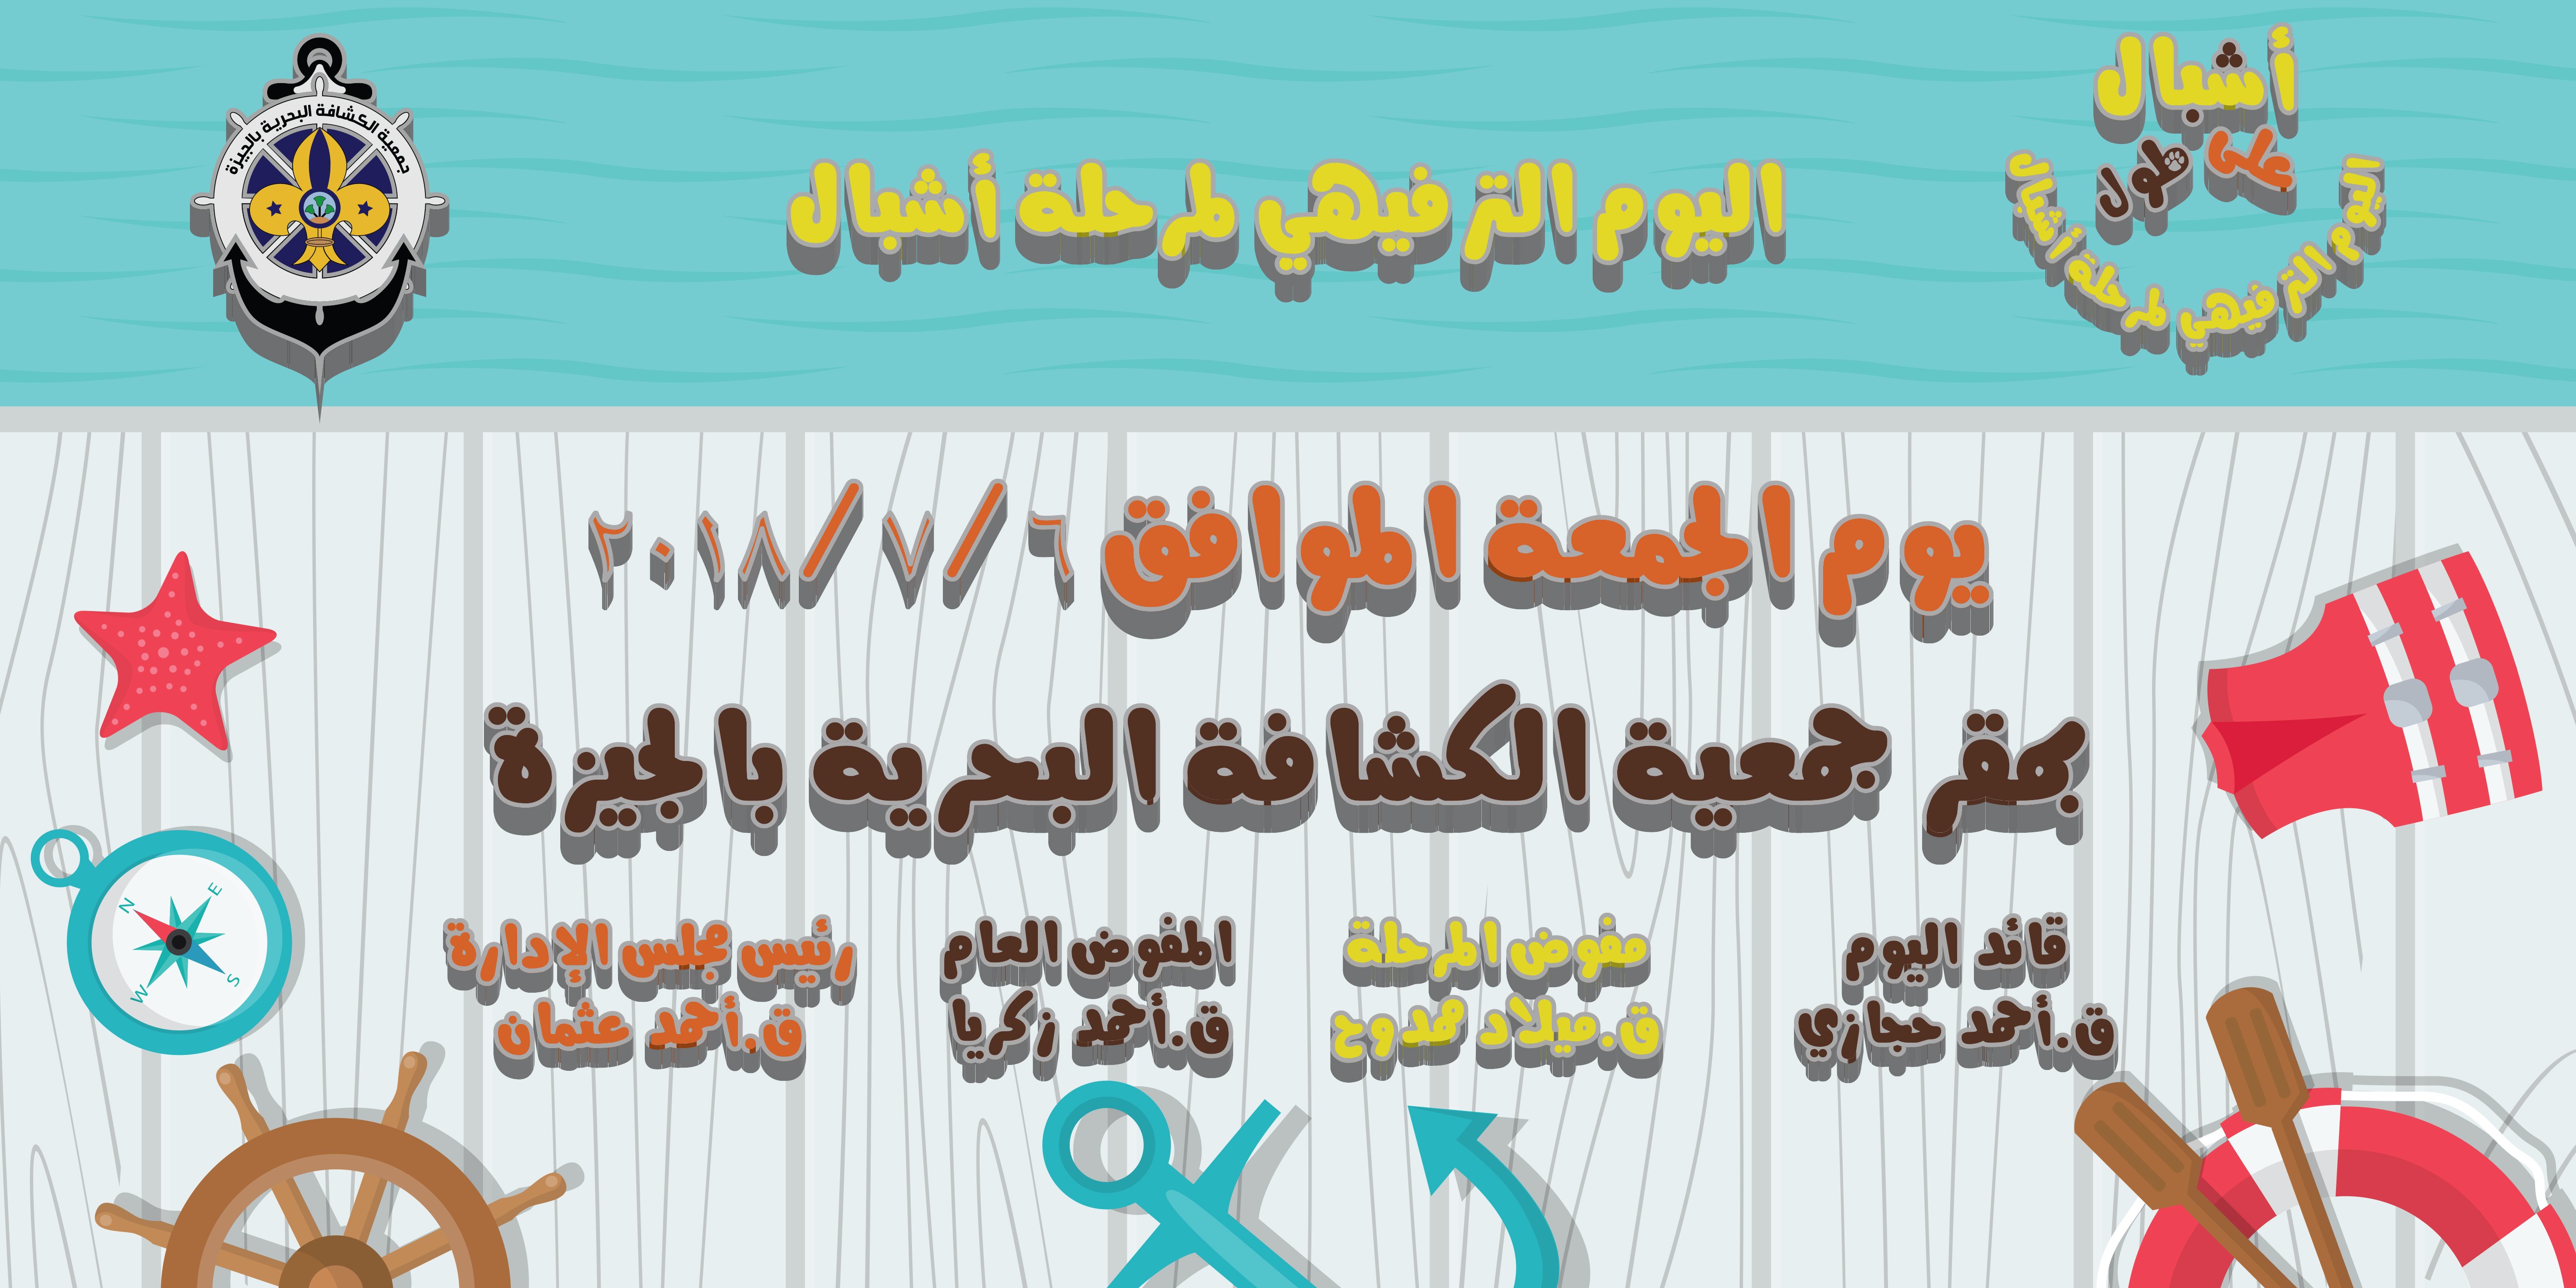 أشبال
على طول
اليوم الترفيهي لمرحلة أشبال
اليوم الترفيهي لمرحلة أشبال
جمعية الكشافة البحرية بالجيزة
يوم الجمعة الموافق ٦ / ٧ / ٢٠١٨
بمقر جمعية الكشافة البحرية بالجيزة
قائد اليوم
ق.أحمد حجازي
مفوض المرحلة
ق.ميلاد ممدوح
المفوض العام
ق.أحمد زكريا
رئيس مجلس الإدارة
ق.أحمد عثمان
N
E
S
W